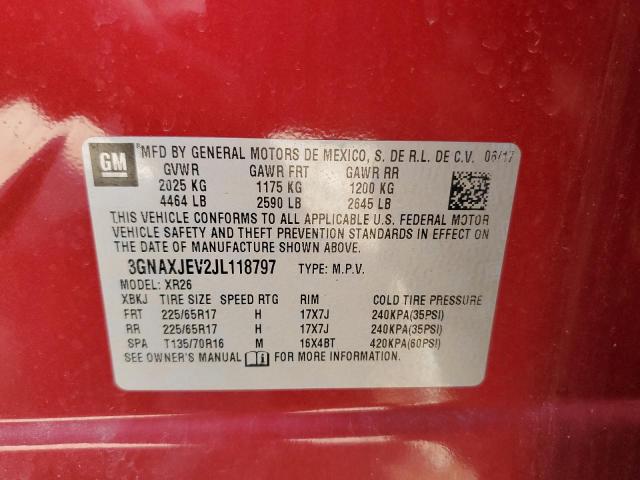 GM MFD BY GENERAL MOTORS DE MEXICO, S. DE R.L. DE C.V. 06/17
GVWR GAWR FRT GAWR RR
2025 KG 1175 KG 1200 KG
4464 LB 2590 LB 2645 LB
THIS VEHICLE CONFORMS TO ALL APPLICABLE U.S. FEDERAL MOTOR
VEHICLE SAFETY AND THEFT PREVENTION STANDARDS IN EFFECT ON
THE DATE OF MANUFACTURE SHOWN ABOVE.
3GNAXJEV2JL118797 TYPE: M.P.V.
MODEL: XR26
XBKJ TIRE SIZE SPEED RTG RIM COLD TIRE PRESSURE
FRT 225/65R17 H 17X7J 240KPA(35PSI)
RR 225/65R17 H 17X7J 240KPA(35PSI)
SPA T135/70R16 M 16X4BT 420KPA(60PSI)
SEE OWNER'S MANUAL FOR MORE INFORMATION